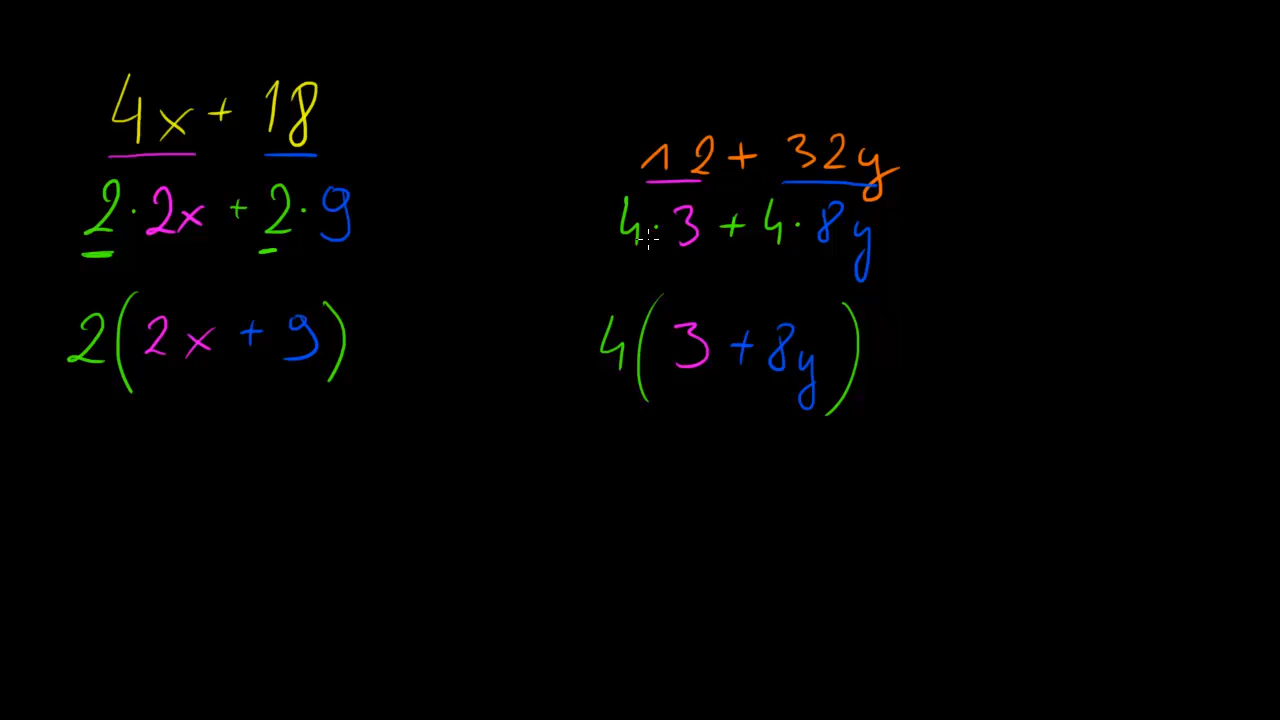 4x + 18
2 · 2x + 2 · 9
2(2x + 9)
12 + 32y
4 · 3 + 4 · 8y
4(3 + 8y)